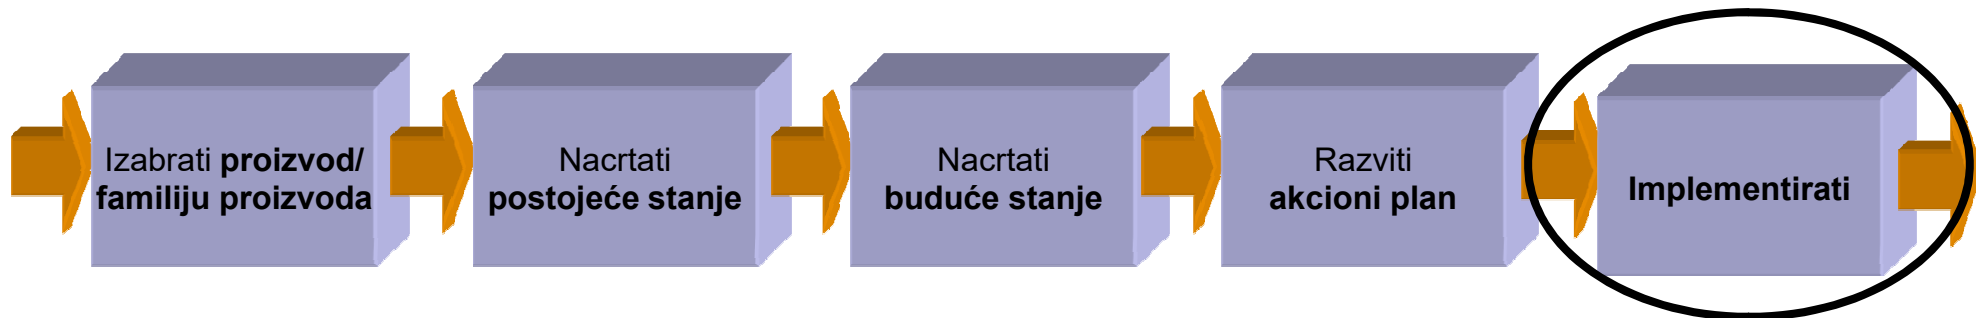 Izabrati proizvod/
familiju proizvoda
Nacrtati
postojeće stanje
Nacrtati
buduće stanje
Razviti
akcioni plan
Implementirati